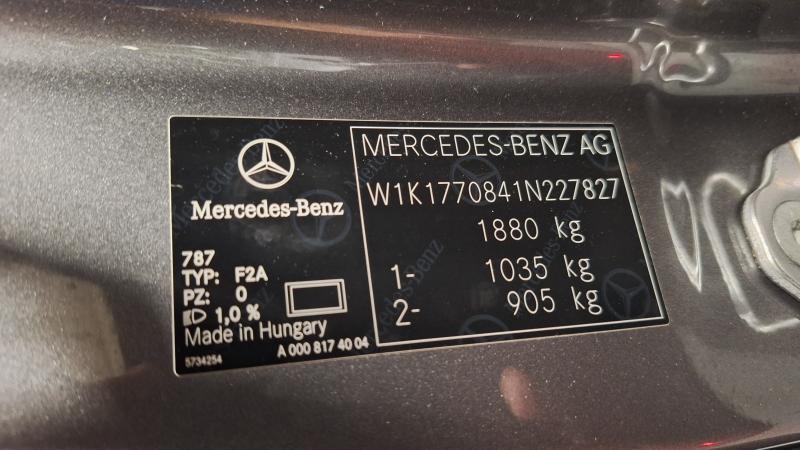 MERCEDES-BENZ AG
W1K1770841N227827
1880 kg
1- 1035 kg
2- 905 kg
Mercedes-Benz
787
TYP: F2A
PZ: 0
1,0 %
Made in Hungary
5734254
A 000 817 40 04